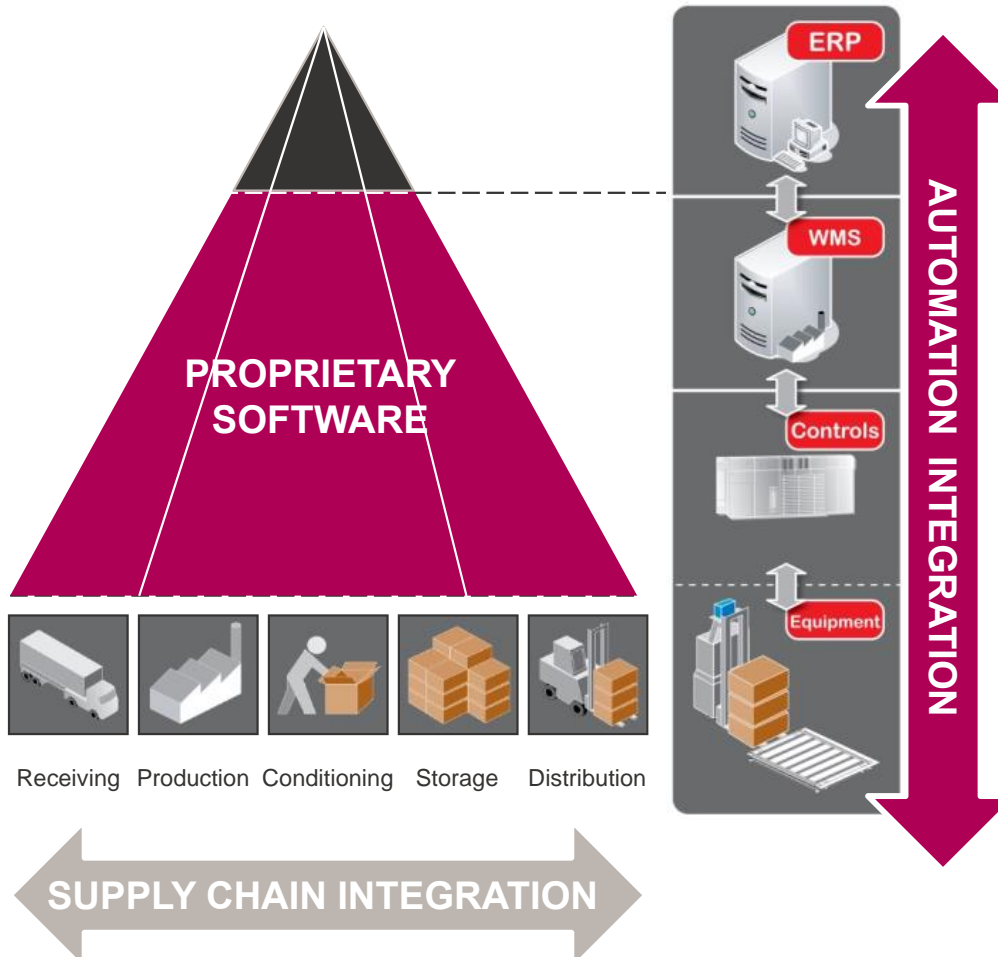 ERP
WMS
Controls
Equipment
AUTOMATION INTEGRATION
PROPRIETARY
SOFTWARE
Receiving Production Conditioning Storage Distribution
SUPPLY CHAIN INTEGRATION